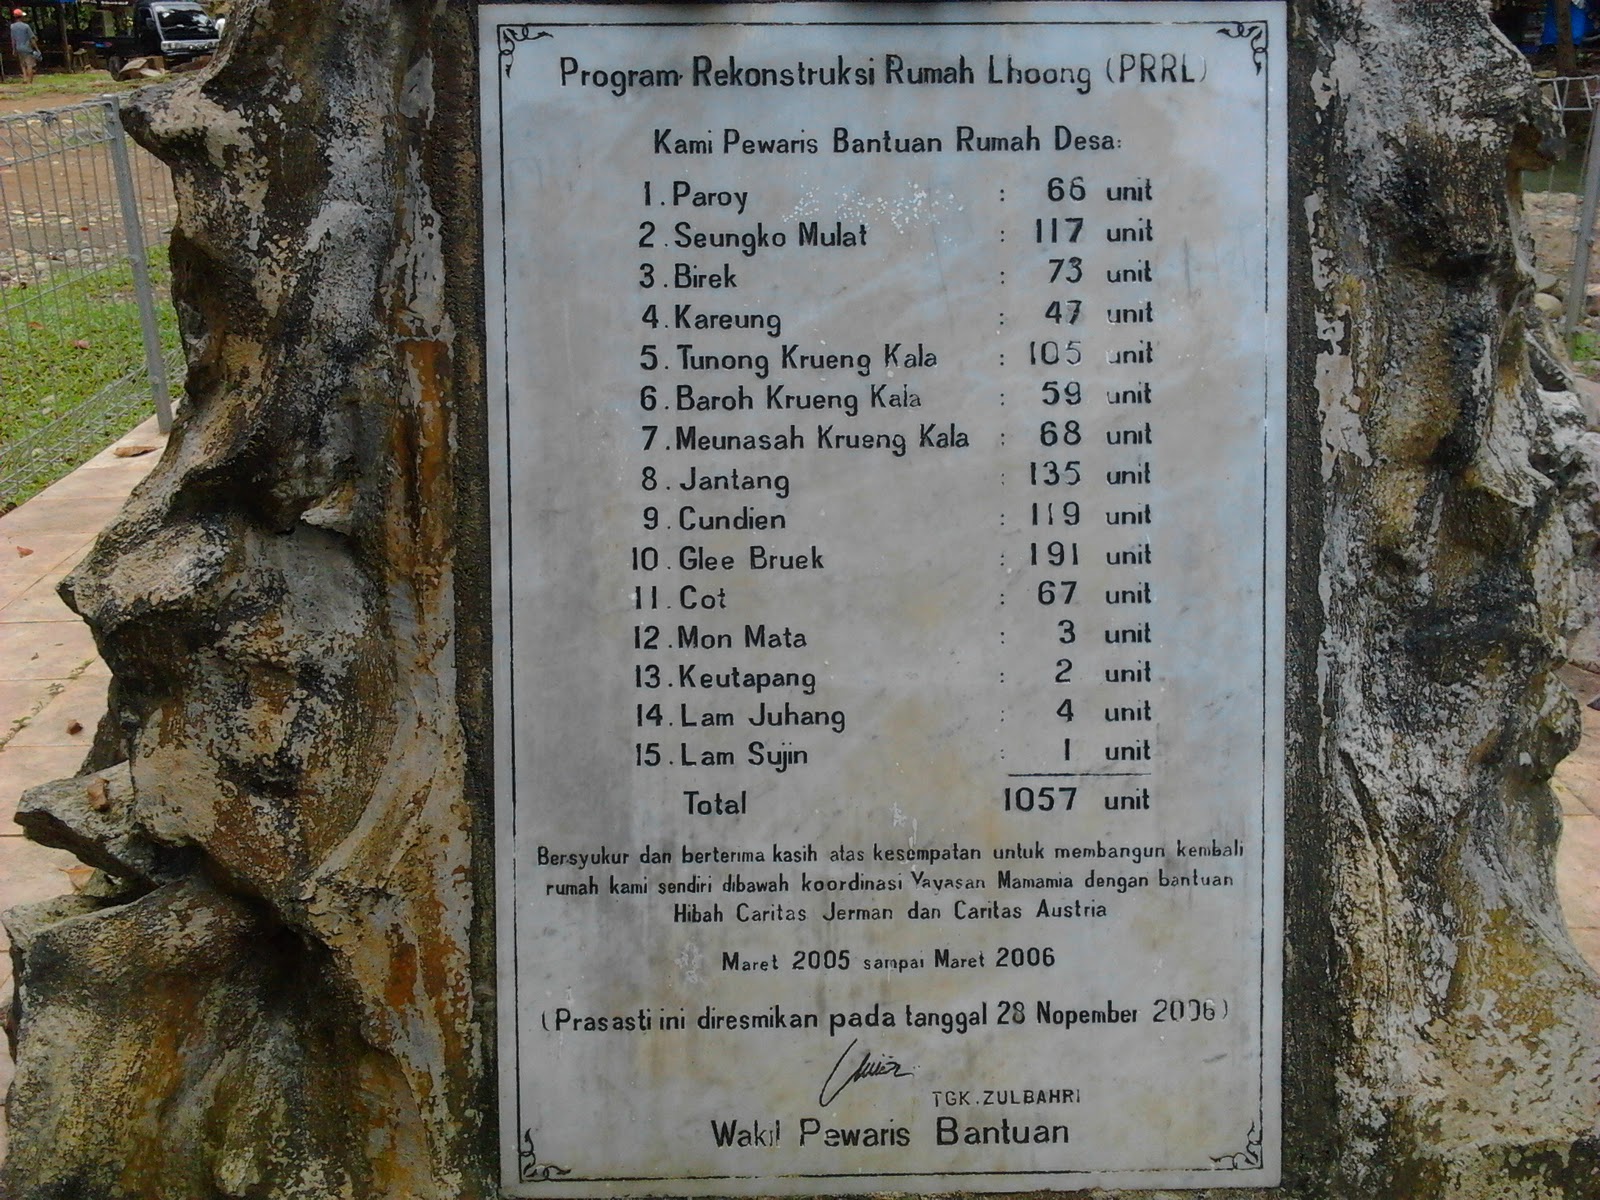 Program Rekonstruksi Rumah Lhoong (PRRL)
Kami Pewaris Bantuan Rumah Desa:
1. Paroy : 66 unit
2. Seungko Mulat : 117 unit
3. Birek : 73 unit
4. Kareung : 47 unit
5. Tunong Krueng Kala : 105 unit
6. Baroh Krueng Kala : 59 unit
7. Meunasah Krueng Kala : 68 unit
8. Jantang : 135 unit
9. Cundien : 119 unit
10. Glee Bruek : 191 unit
11. Cot : 67 unit
12. Mon Mata : 3 unit
13. Keutapang : 2 unit
14. Lam Juhang : 4 unit
15. Lam Sujin : 1 unit
Total 1057 unit
Bersyukur dan berterima kasih atas kesempatan untuk membangun kembali
rumah kami sendiri dibawah koordinasi Yayasan Mamamia dengan bantuan
Hibah Caritas Jerman dan Caritas Austria
Maret 2005 sampai Maret 2006
(Prasasti ini diresmikan pada tanggal 28 Nopember 2006)
TGK. ZULBAHRI
Wakil Pewaris Bantuan